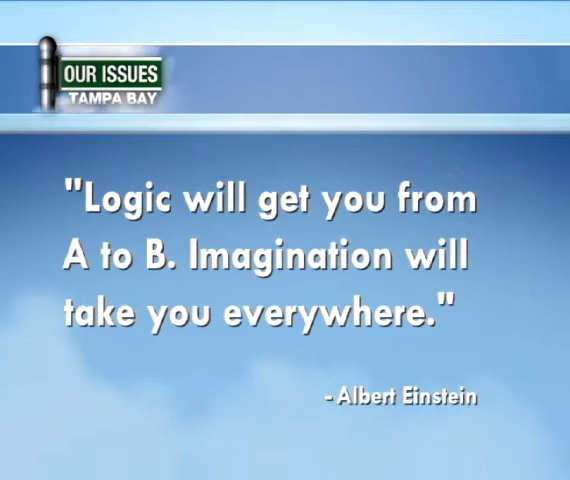 OUR ISSUES
TAMPA BAY
"Logic will get you from
A to B. Imagination will
take you everywhere."
- Albert Einstein